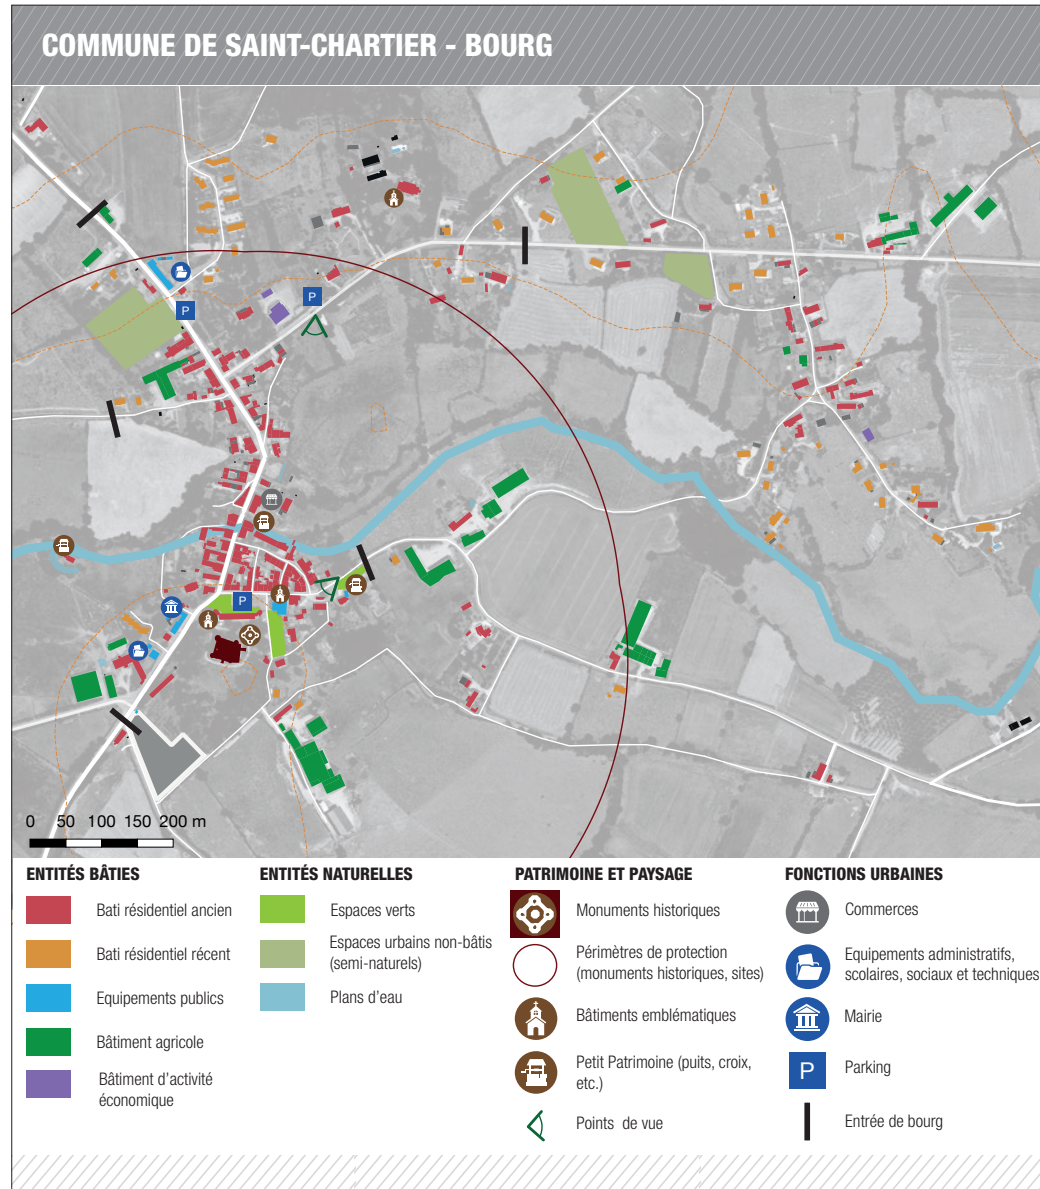 COMMUNE DE SAINT-CHARTIER - BOURG
P
P
P
0 50 100 150 200 m
ENTITÉS BÂTIES
Bati résidentiel ancien
Bati résidentiel récent
Equipements publics
Bâtiment agricole
Bâtiment d'activité
économique
ENTITÉS NATURELLES
Espaces verts
Espaces urbains non-bâtis
(semi-naturels)
Plans d'eau
PATRIMOINE ET PAYSAGE
Monuments historiques
Périmètres de protection
(monuments historiques, sites)
Bâtiments emblématiques
Petit Patrimoine (puits, croix,
etc.)
Points de vue
FONCTIONS URBAINES
Commerces
Equipements administratifs,
scolaires, sociaux et techniques
Mairie
P Parking
Entrée de bourg